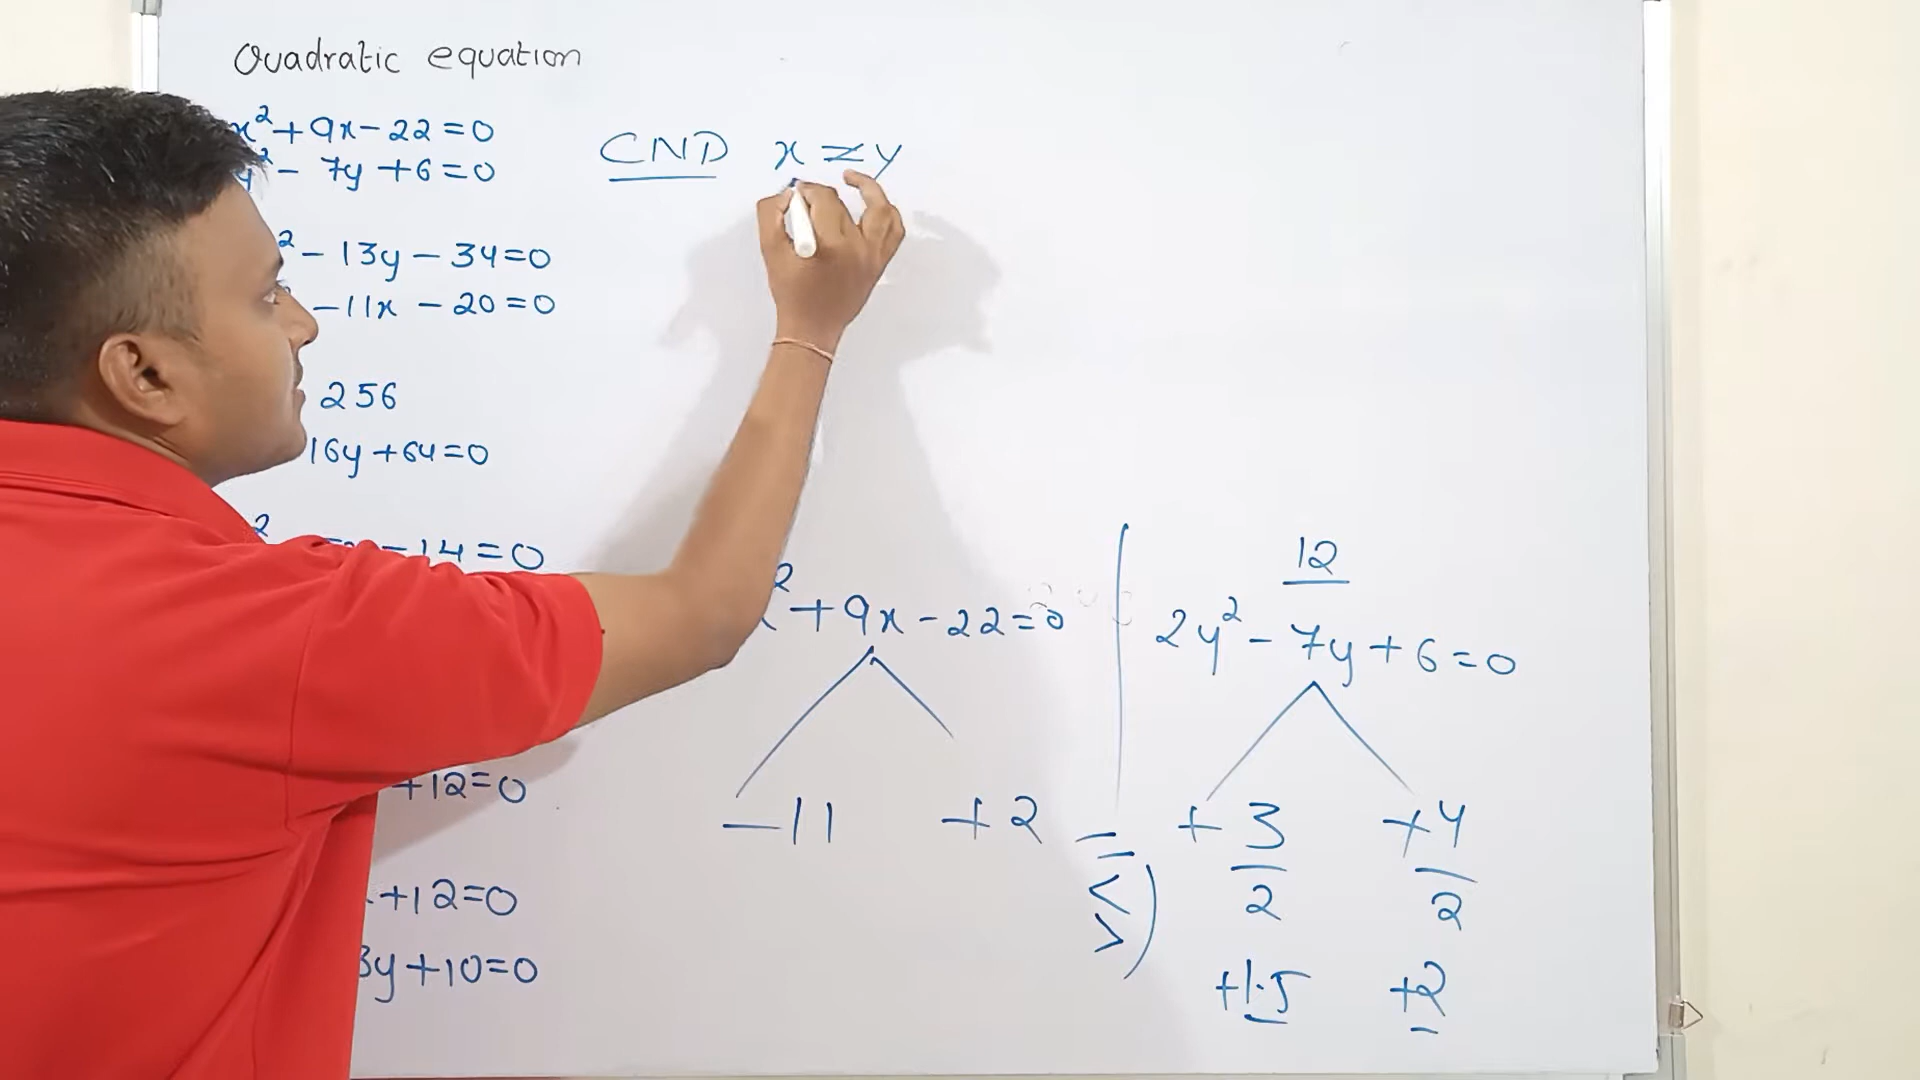 Quadratic equation
x²+9x-22=0
y² - 7y +6=0
² - 13y - 34=0
-11x - 20=0
256
16y+64=0
² - 14=0
+12=0
+12=0
3y+10=0
CND x ≠ y
² +9x-22=0
-11 +2
=
<
>
12
2y² - 7y + 6 = 0
+3/2 +4/2
+1.5 +2